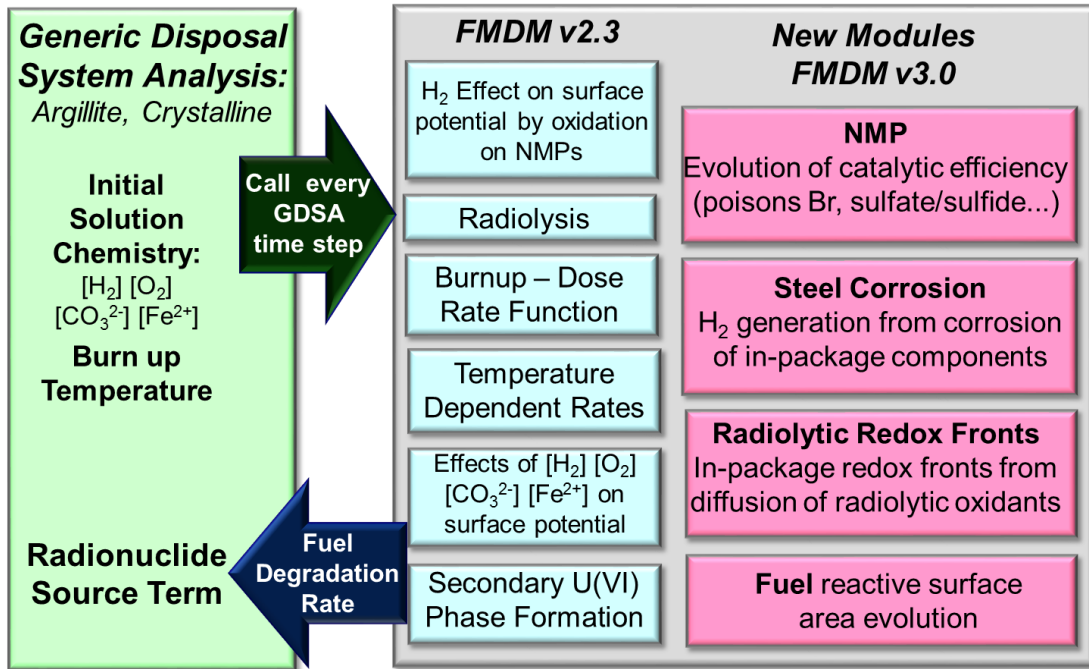 Generic Disposal
System Analysis:
Argillite, Crystalline
Initial
Solution
Chemistry:
[H₂] [O₂]
[CO₃²⁻] [Fe²⁺]
Burn up
Temperature
Radionuclide
Source Term
Call every
GDSA
time step
Fuel
Degradation
Rate
FMDM v2.3
H₂ Effect on surface
potential by oxidation
on NMPs
Radiolysis
Burnup – Dose
Rate Function
Temperature
Dependent Rates
Effects of [H₂] [O₂]
[CO₃²⁻] [Fe²⁺] on
surface potential
Secondary U(VI)
Phase Formation
New Modules
FMDM v3.0
NMP
Evolution of catalytic efficiency
(poisons Br, sulfate/sulfide...)
Steel Corrosion
H₂ generation from corrosion
of in-package components
Radiolytic Redox Fronts
In-package redox fronts from
diffusion of radiolytic oxidants
Fuel reactive surface
area evolution